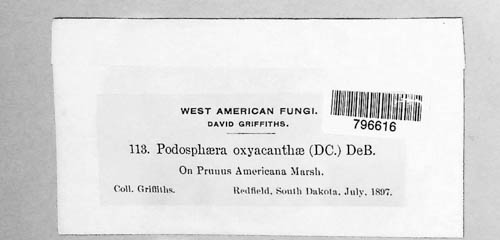 WEST AMERICAN FUNGI.
DAVID GRIFFITHS.
796616
113. Podosphæra oxyacanthæ (DC.) DeB.
On Prunus Americana Marsh.
Coll. Griffiths. Redfield, South Dakota, July, 1897.